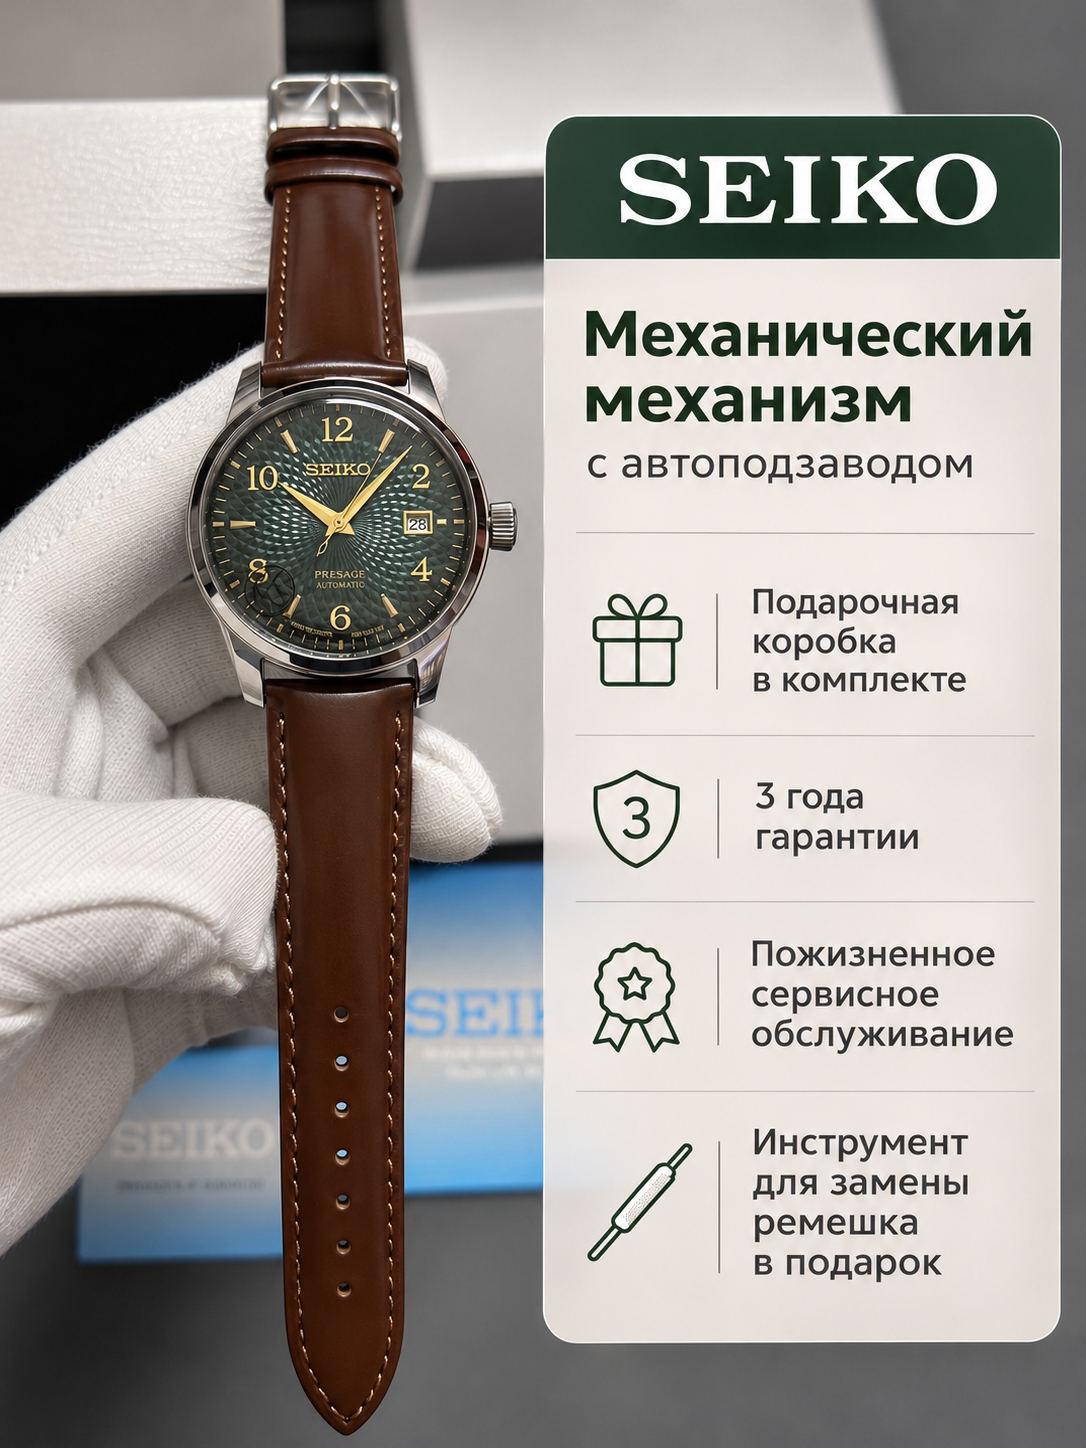 SEIKO
Механический
механизм
с автоподзаводом
Подарочная
коробка
в комплекте
3
3 года
гарантии
Пожизненное
сервисное
обслуживание
Инструмент
для замены
ремешка
в подарок
12
SEIKO
10
2
28
8
4
PRESAGE
AUTOMATIC
6
SEIKO